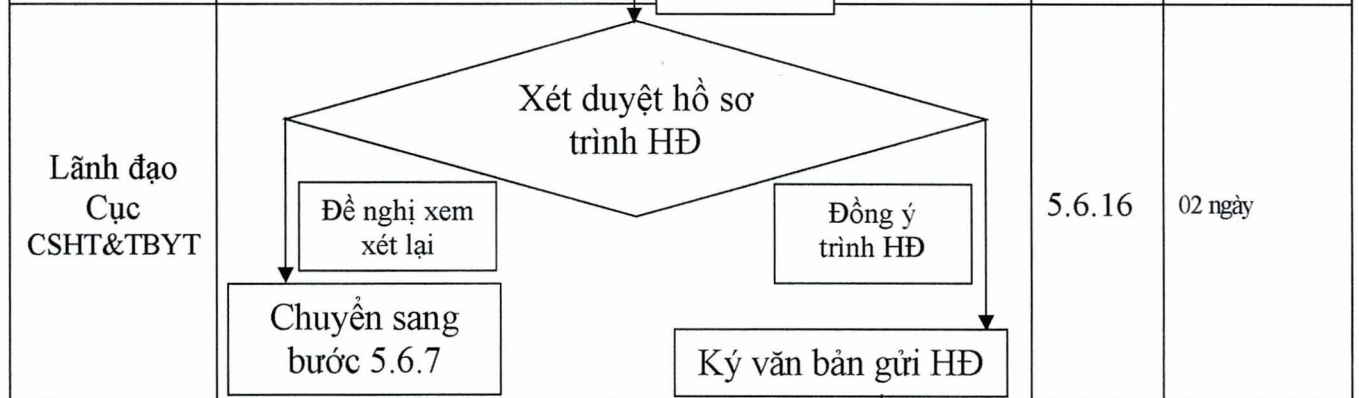 Lãnh đạo
Cục
CSHT&TBYT
Xét duyệt hồ sơ
trình HĐ
Đề nghị xem
xét lại
Đồng ý
trình HĐ
Chuyển sang
bước 5.6.7
Ký văn bản gửi HĐ
5.6.16
02 ngày